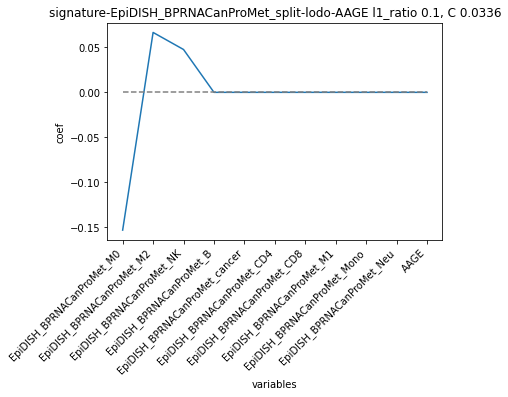 signature-EpiDISH_BPRNACanProMet_split-lodo-AAGE l1_ratio 0.1, C 0.0336
0.05
0.00
−0.05
−0.10
−0.15
coef
EpiDISH_BPRNACanProMet_M0
EpiDISH_BPRNACanProMet_M2
EpiDISH_BPRNACanProMet_NK
EpiDISH_BPRNACanProMet_B
EpiDISH_BPRNACanProMet_cancer
EpiDISH_BPRNACanProMet_CD4
EpiDISH_BPRNACanProMet_CD8
EpiDISH_BPRNACanProMet_M1
EpiDISH_BPRNACanProMet_Mono
EpiDISH_BPRNACanProMet_Neu
AAGE
variables